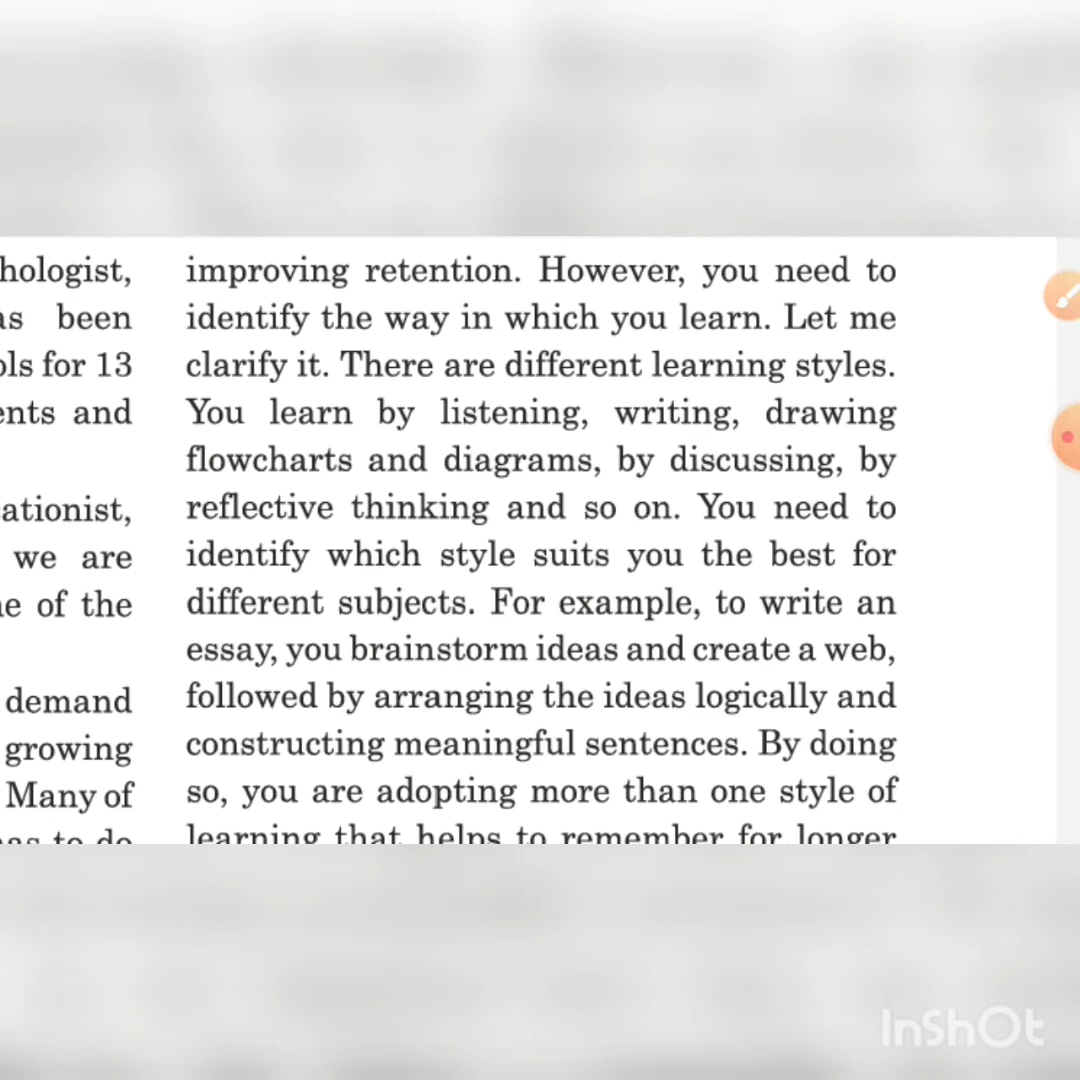 hologist,
as been
ols for 13
ents and
ationist,
we are
ne of the
demand
growing
Many of
has to do
improving retention. However, you need to
identify the way in which you learn. Let me
clarify it. There are different learning styles.
You learn by listening, writing, drawing
flowcharts and diagrams, by discussing, by
reflective thinking and so on. You need to
identify which style suits you the best for
different subjects. For example, to write an
essay, you brainstorm ideas and create a web,
followed by arranging the ideas logically and
constructing meaningful sentences. By doing
so, you are adopting more than one style of
learning that helps to remember for longer
InShOt